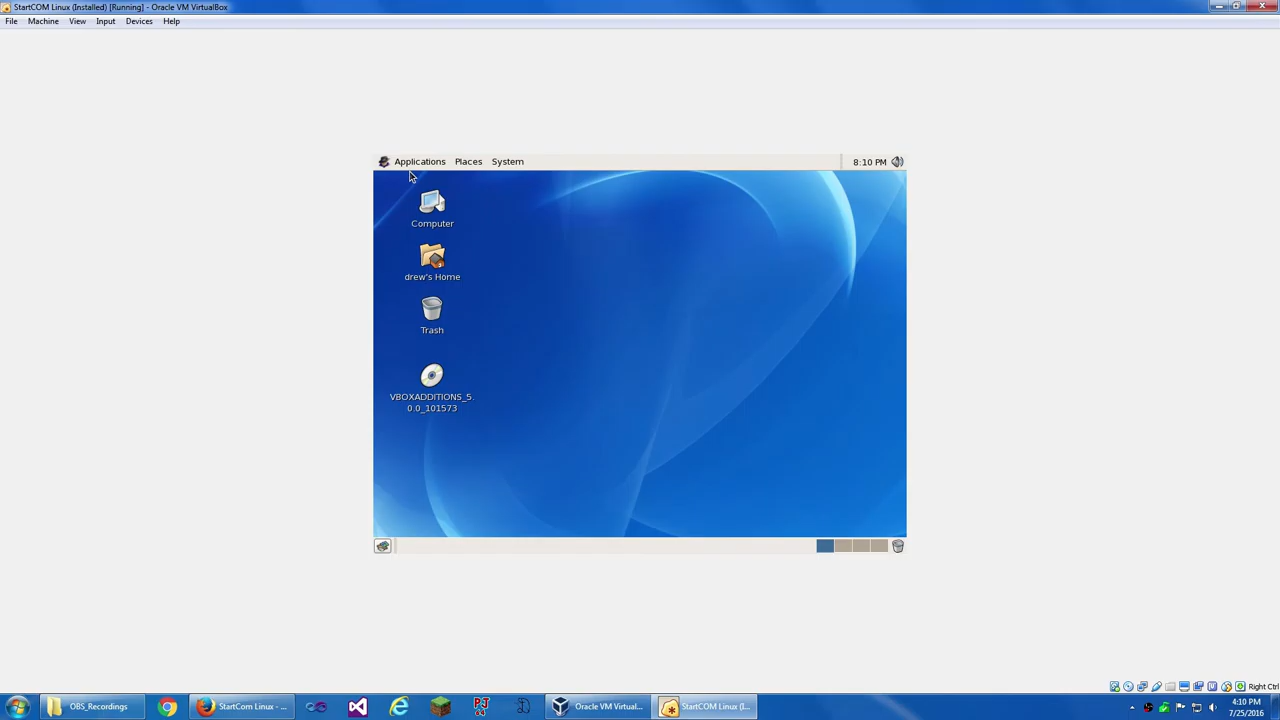 StartCOM Linux (Installed) [Running] - Oracle VM VirtualBox
File Machine View Input Devices Help
Applications Places System 8:10 PM
Computer
drew's Home
Trash
VBOXADDITIONS_5.
0.0_101573
Right Ctrl
OBS_Recordings StartCom Linux - ... Oracle VM Virtual... StartCOM Linux (I...
4:10 PM
7/25/2016